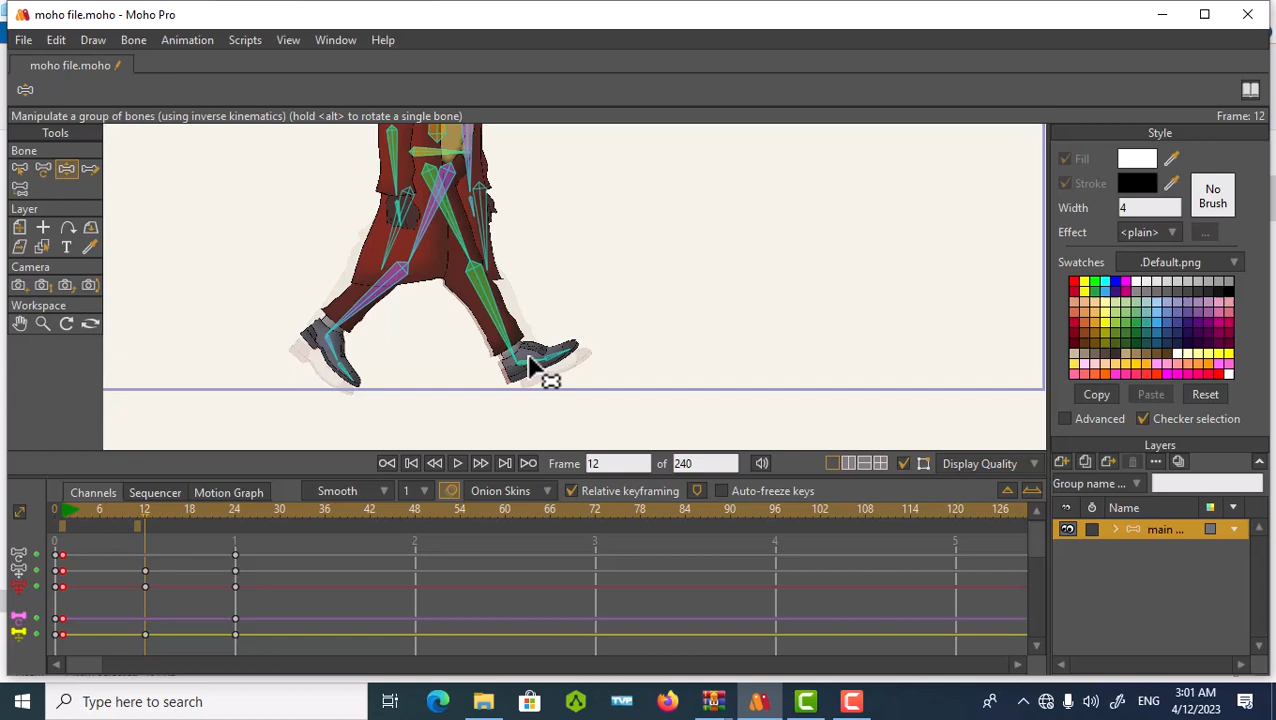 moho file.moho - Moho Pro
File Edit Draw Bone Animation Scripts View Window Help
moho file.moho
Manipulate a group of bones (using inverse kinematics) (hold <alt> to rotate a single bone)
Frame: 12
Tools
Bone
Layer
Camera
Workspace
Style
Fill
Stroke
No
Brush
Width 4
Effect <plain> ...
Swatches .Default.png
Copy Paste Reset
Advanced Checker selection
Layers
Group name ...
Name
main ...
Frame 12 of 240 Display Quality
Channels Sequencer Motion Graph Smooth 1 Onion Skins Relative keyframing Auto-freeze keys
0 6 12 18 24 30 36 42 48 54 60 66 72 78 84 90 96 102 108 114 120 126
0 1 2 3 4 5
Type here to search
TVP
ENG
3:01 AM
4/12/2023